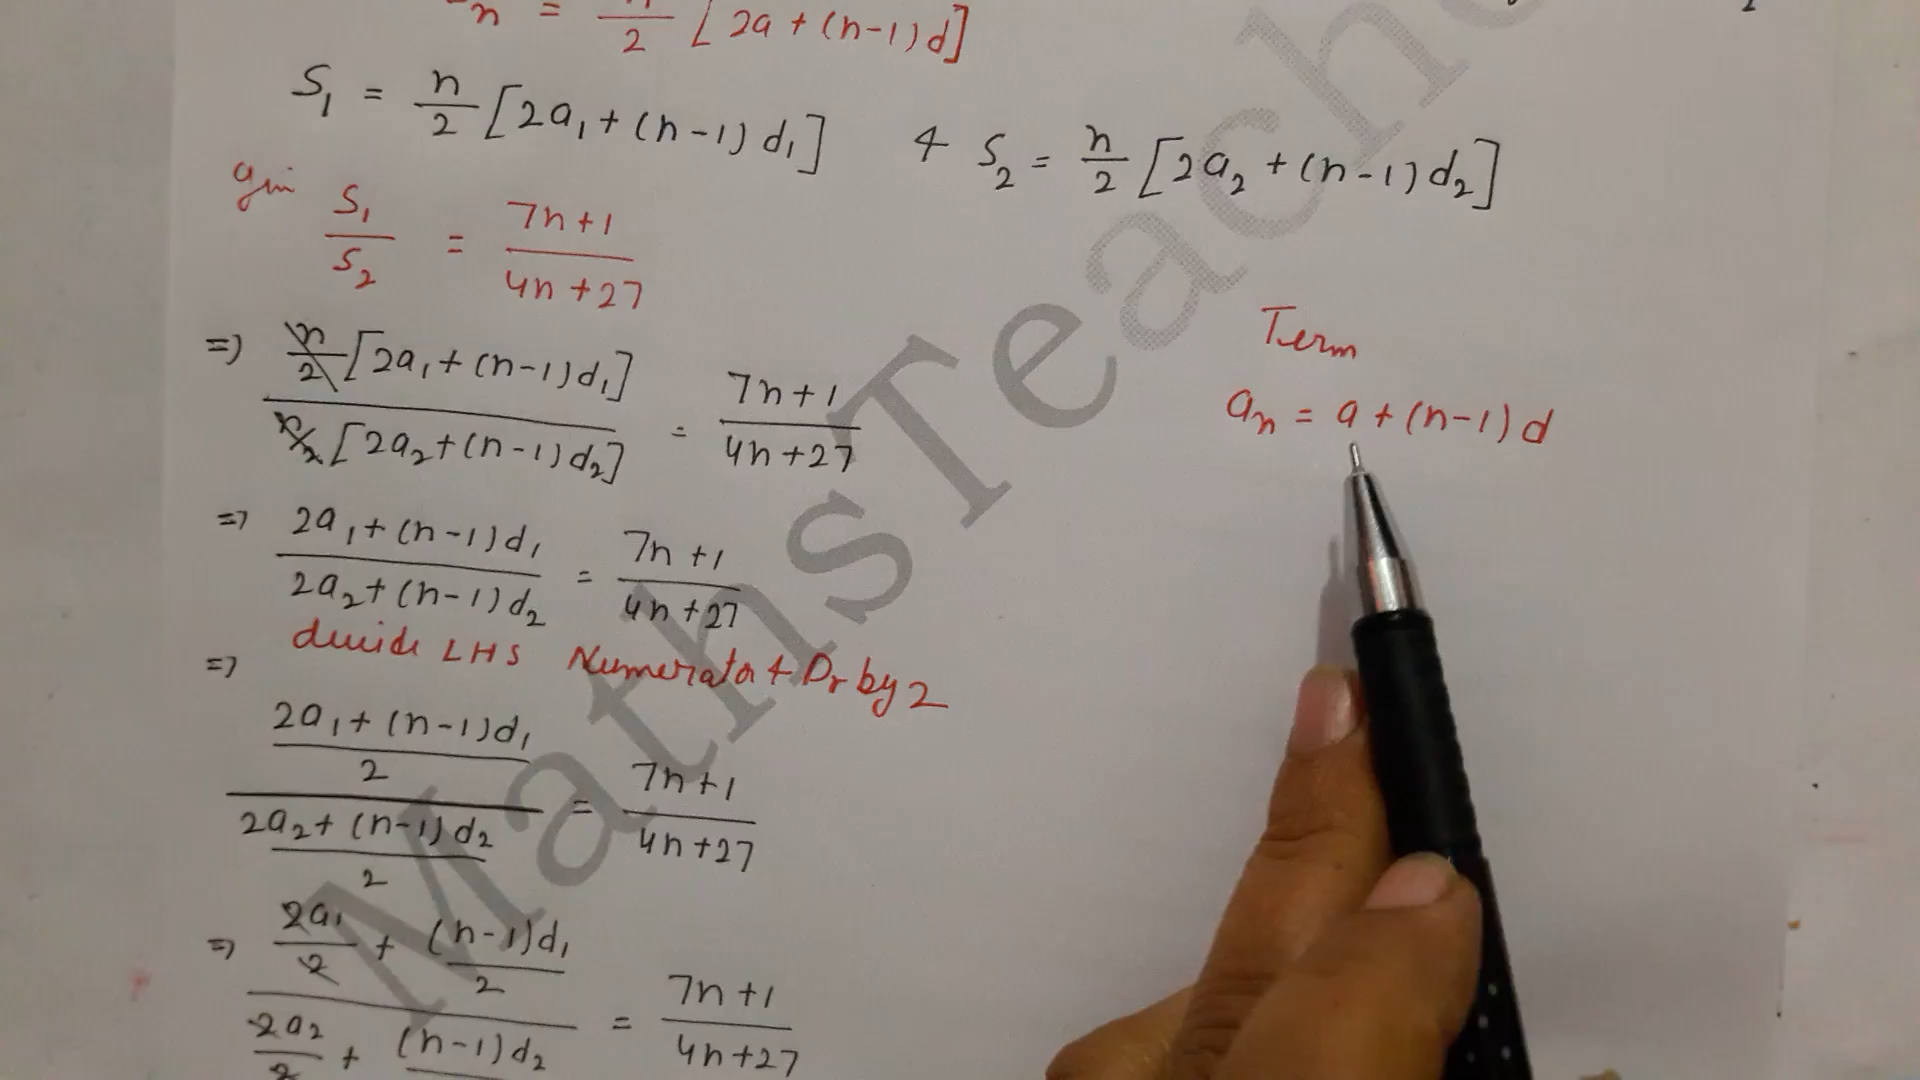 n = n/2 [2a + (n-1)d]
S₁ = n/2 [2a₁ + (n-1)d₁] & S₂ = n/2 [2a₂ + (n-1)d₂]
S₁/S₂ = (7n+1)/(4n+27)
Term
aₙ = a + (n-1)d
=> n/2 [2a₁ + (n-1)d₁] / n/2 [2a₂ + (n-1)d₂] = (7n+1)/(4n+27)
=> 2a₁ + (n-1)d₁ / 2a₂ + (n-1)d₂ = (7n+1)/(4n+27)
=> divide LHS Numerator & Dr by 2
(2a₁ + (n-1)d₁)/2 / (2a₂ + (n-1)d₂)/2 = (7n+1)/(4n+27)
=> 2a₁/2 + (n-1)d₁/2 / 2a₂/2 + (n-1)d₂ = (7n+1)/(4n+27)
MathsTeache